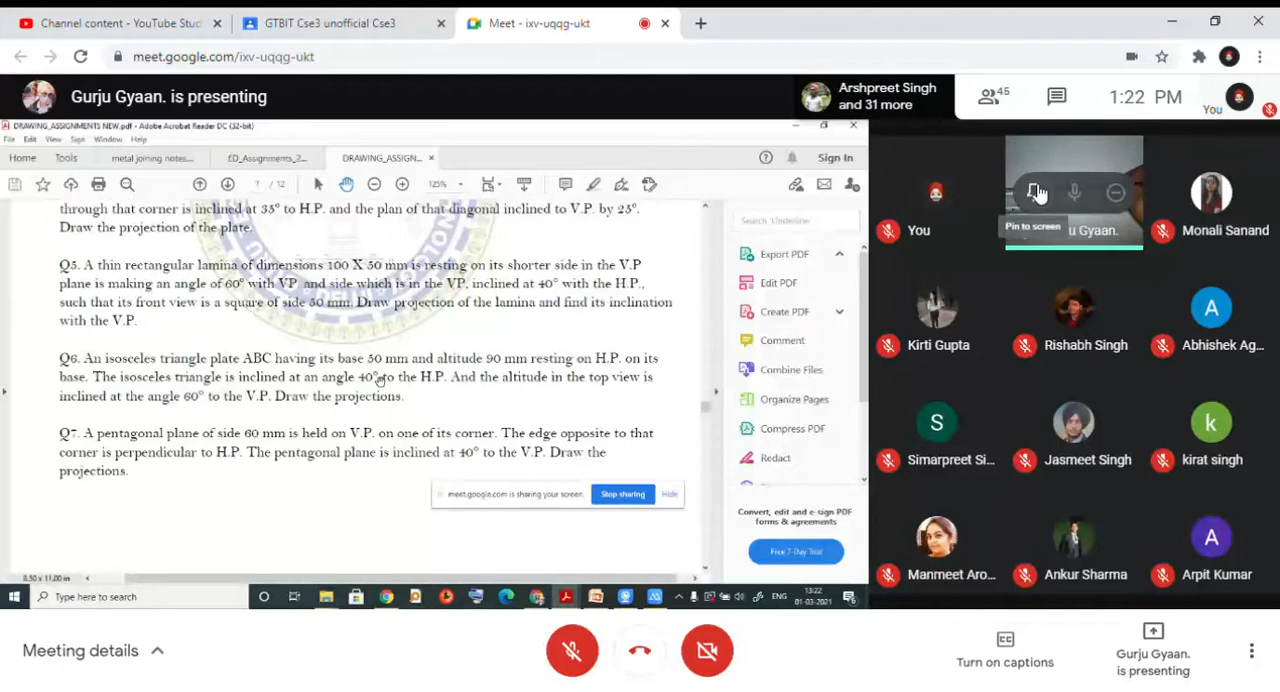 Channel content - YouTube Stud
GTBIT Cse3 unofficial Cse3
Meet - ixv-uqqg-ukt
meet.google.com/ixv-uqqg-ukt
Gurju Gyaan. is presenting
Arshpreet Singh
and 31 more
45
1:22 PM
You
DRAWING_ASSIGNMENTS NEW.pdf - Adobe Acrobat Reader DC (32-bit)
File Edit View Sign Window Help
Home Tools metal joining notes... ED_Assignments_2... DRAWING_ASSIGN... Sign In
7 / 12 125%
through that corner is inclined at 35° to H.P. and the plan of that diagonal inclined to V.P. by 25°.
Draw the projection of the plate.
Q5. A thin rectangular lamina of dimensions 100 X 50 mm is resting on its shorter side in the V.P
plane is making an angle of 60° with VP and side which is in the VP, inclined at 40° with the H.P.,
such that its front view is a square of side 50 mm. Draw projection of the lamina and find its inclination
with the V.P.
Q6. An isosceles triangle plate ABC having its base 50 mm and altitude 90 mm resting on H.P. on its
base. The isosceles triangle is inclined at an angle 40° to the H.P. And the altitude in the top view is
inclined at the angle 60° to the V.P. Draw the projections.
Q7. A pentagonal plane of side 60 mm is held on V.P. on one of its corner. The edge opposite to that
corner is perpendicular to H.P. The pentagonal plane is inclined at 40° to the V.P. Draw the
projections.
meet.google.com is sharing your screen. Stop sharing Hide
8.50 x 11.00 in
Search 'Underline'
Export PDF
Edit PDF
Create PDF
Comment
Combine Files
Organize Pages
Compress PDF
Redact
Convert, edit and e-sign PDF
forms & agreements
Free 7-Day Trial
Type here to search
ENG
13:22
01-03-2021
You
Pin to screen
u Gyaan.
Monali Sanand
Kirti Gupta
Rishabh Singh
A
Abhishek Ag...
S
Simarpreet Si...
Jasmeet Singh
k
kirat singh
Manmeet Aro...
Ankur Sharma
A
Arpit Kumar
Meeting details
Turn on captions
Gurju Gyaan.
is presenting